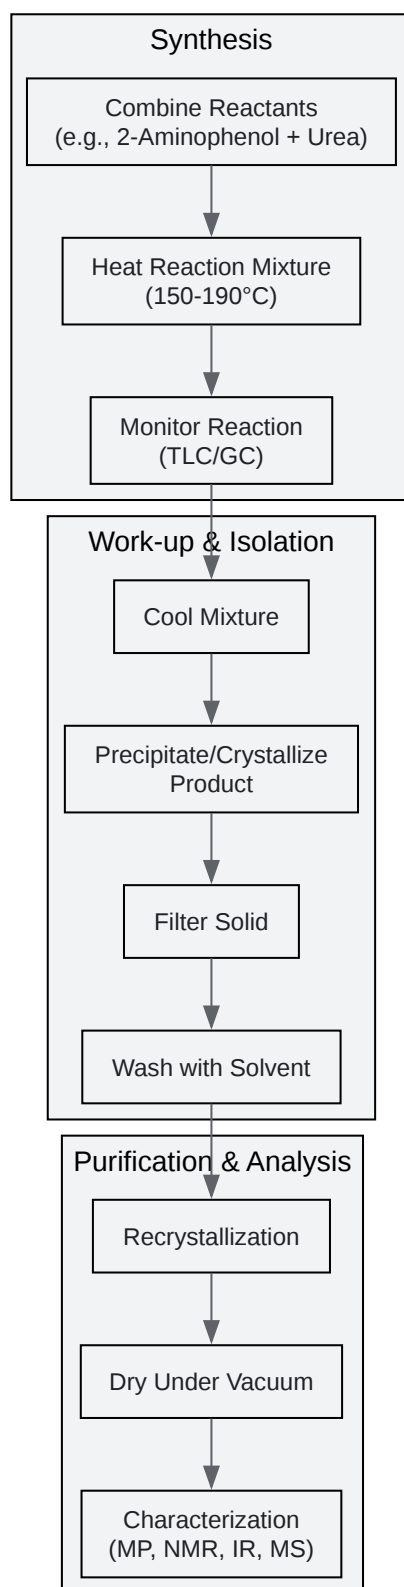 Synthesis
Combine Reactants
(e.g., 2-Aminophenol + Urea)
Heat Reaction Mixture
(150-190°C)
Monitor Reaction
(TLC/GC)
Work-up & Isolation
Cool Mixture
Precipitate/Crystallize
Product
Filter Solid
Wash with Solvent
Purification & Analysis
Recrystallization
Dry Under Vacuum
Characterization
(MP, NMR, IR, MS)